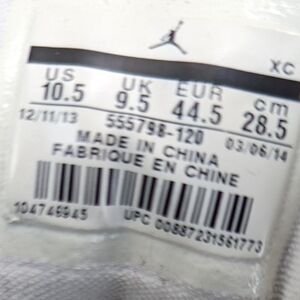 XC
US UK EUR cm
10.5 9.5 44.5 28.5
12/11/13 555798-120 03/06/14
MADE IN CHINA
FABRIQUE EN CHINE
104746945 UPC 00887231561773